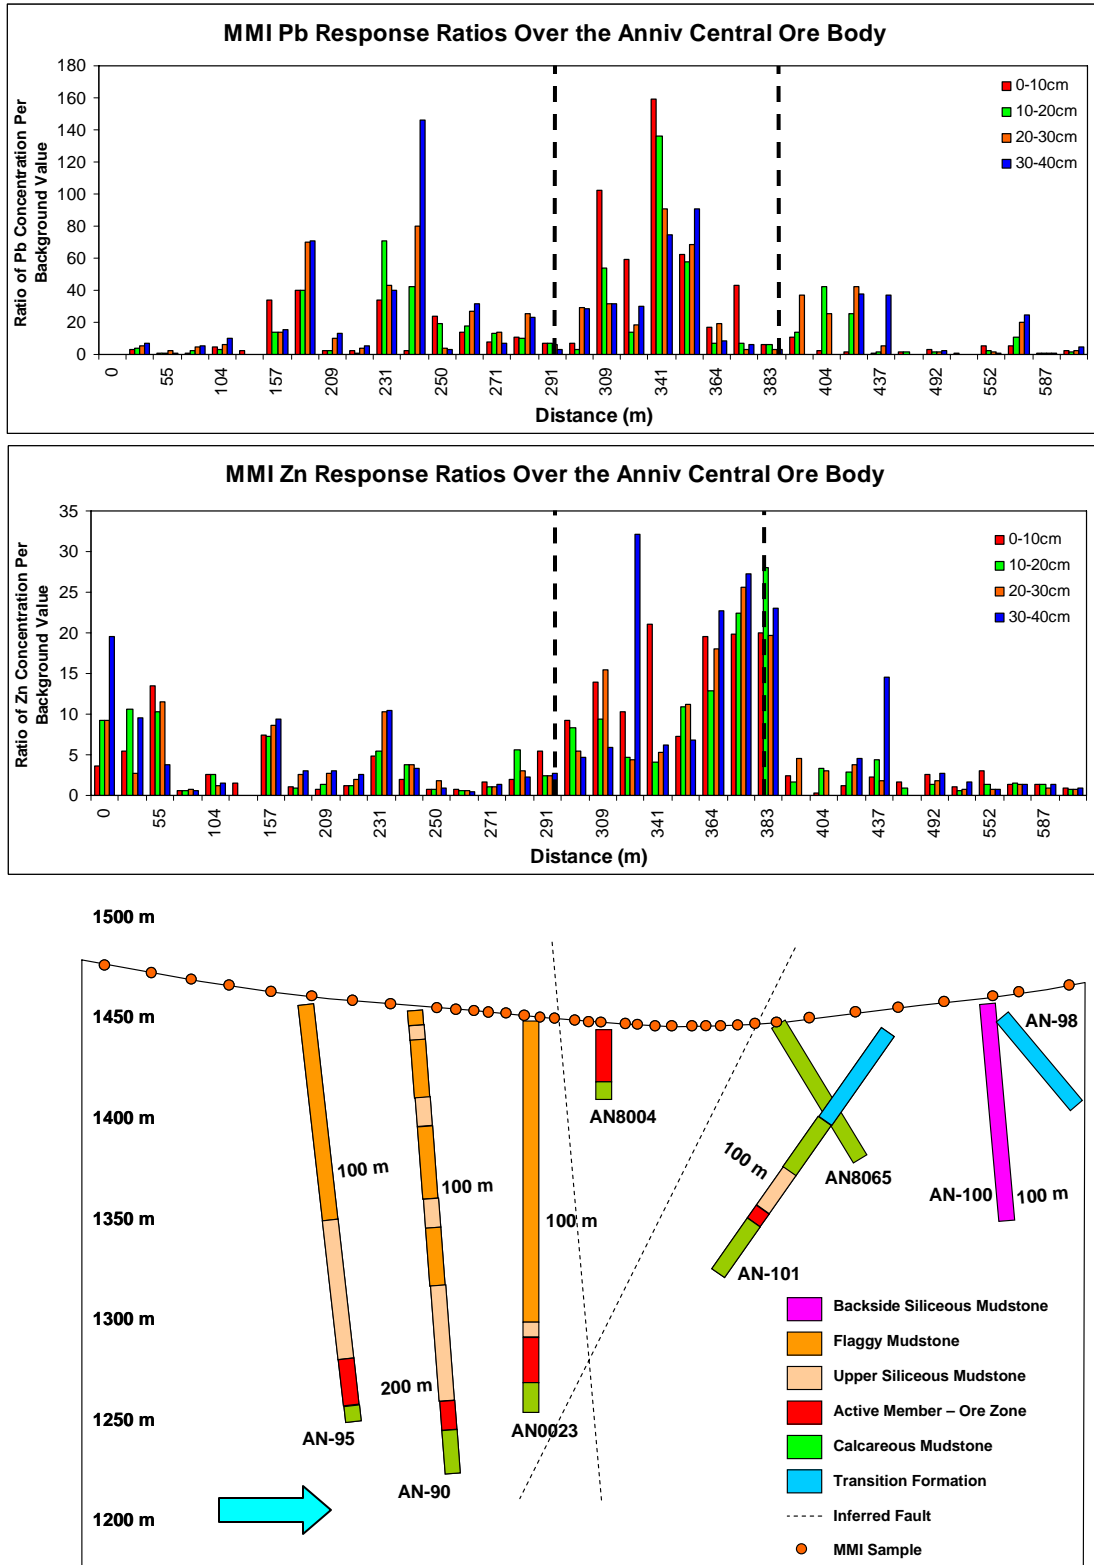 MMI Pb Response Ratios Over the Anniv Central Ore Body
Ratio of Pb Concentration Per
Background Value
180
160
140
120
100
80
60
40
20
0
0-10cm
10-20cm
20-30cm
30-40cm
0 55 104 157 209 231 250 271 291 309 341 364 383 404 437 492 552 587
Distance (m)
MMI Zn Response Ratios Over the Anniv Central Ore Body
Ratio of Zn Concentration Per
Background Value
35
30
25
20
15
10
5
0
0-10cm
10-20cm
20-30cm
30-40cm
0 55 104 157 209 231 250 271 291 309 341 364 383 404 437 492 552 587
Distance (m)
1500 m
1450 m
1400 m
1350 m
1300 m
1250 m
1200 m
AN-98
AN8004
100 m
AN8065
100 m
100 m
AN-100
100 m
100 m
AN-101
200 m
AN0023
AN-95
AN-90
Backside Siliceous Mudstone
Flaggy Mudstone
Upper Siliceous Mudstone
Active Member – Ore Zone
Calcareous Mudstone
Transition Formation
Inferred Fault
MMI Sample